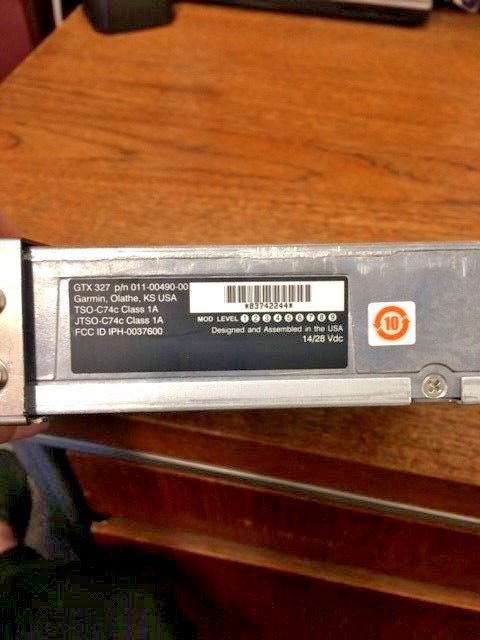 GTX 327 p/n 011-00490-00
Garmin, Olathe, KS USA
TSO-C74c Class 1A
JTSO-C74c Class 1A
FCC ID IPH-0037600
*83742244*
MOD LEVEL 1 2 3 4 5 6 7 8 9
Designed and Assembled in the USA
14/28 Vdc
10